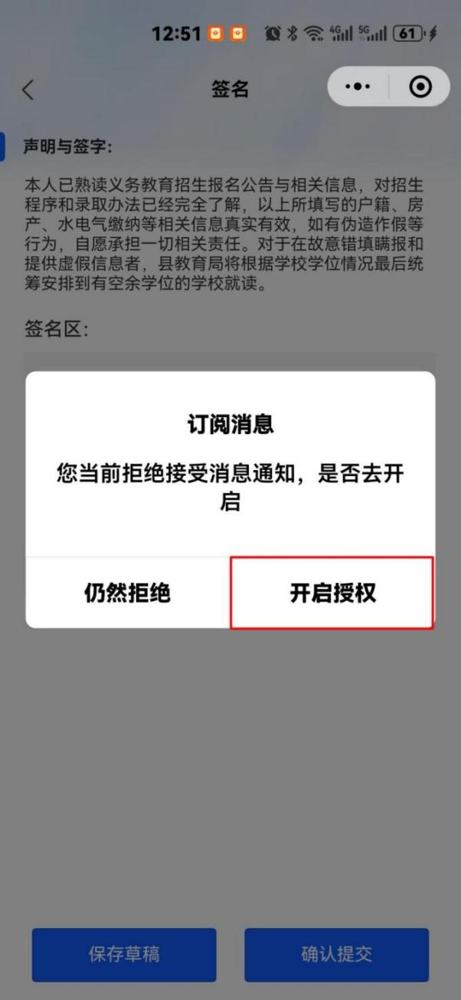 12:51
4G
5G
61
签名
声明与签字：
本人已熟读义务教育招生报名公告与相关信息，对招生
程序和录取办法已经完全了解，以上所填写的户籍、房
产、水电气缴纳等相关信息真实有效，如有伪造作假等
行为，自愿承担一切相关责任。对于在故意错填瞒报和
提供虚假信息者，县教育局将根据学校学位情况最后统
筹安排到有空余学位的学校就读。
签名区：
订阅消息
您当前拒绝接受消息通知，是否去开
启
仍然拒绝
开启授权
保存草稿
确认提交